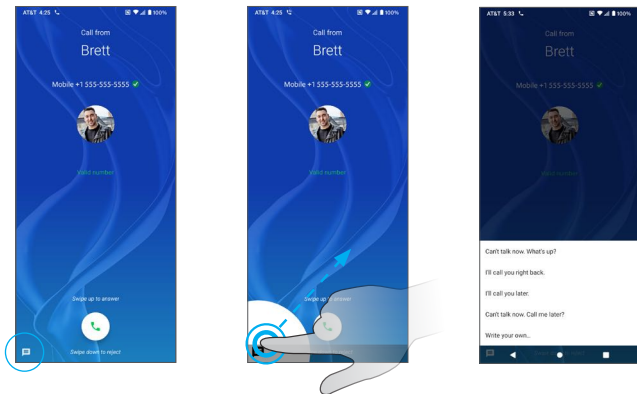 AT&T 4:25
100%
Call from
Brett
Mobile +1 555-555-5555
Valid number
Swipe up to answer
Swipe down to reject
AT&T 4:25
100%
Call from
Brett
Mobile +1 555-555-5555
Valid number
Swipe up to answer
AT&T 5:33
100%
Call from
Brett
Mobile +1 555-555-5555
Valid number
Can't talk now. What's up?
I'll call you right back.
I'll call you later.
Can't talk now. Call me later?
Write your own...